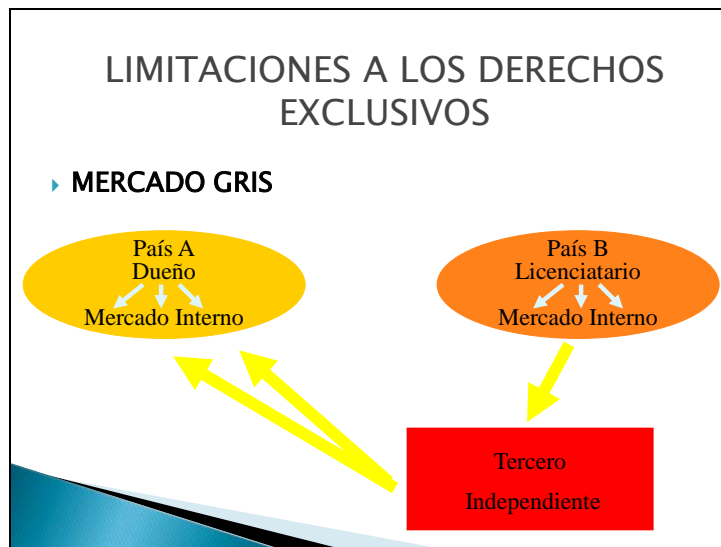 LIMITACIONES A LOS DERECHOS
EXCLUSIVOS
MERCADO GRIS
País A
Dueño
Mercado Interno
País B
Licenciatario
Mercado Interno
Tercero
Independiente